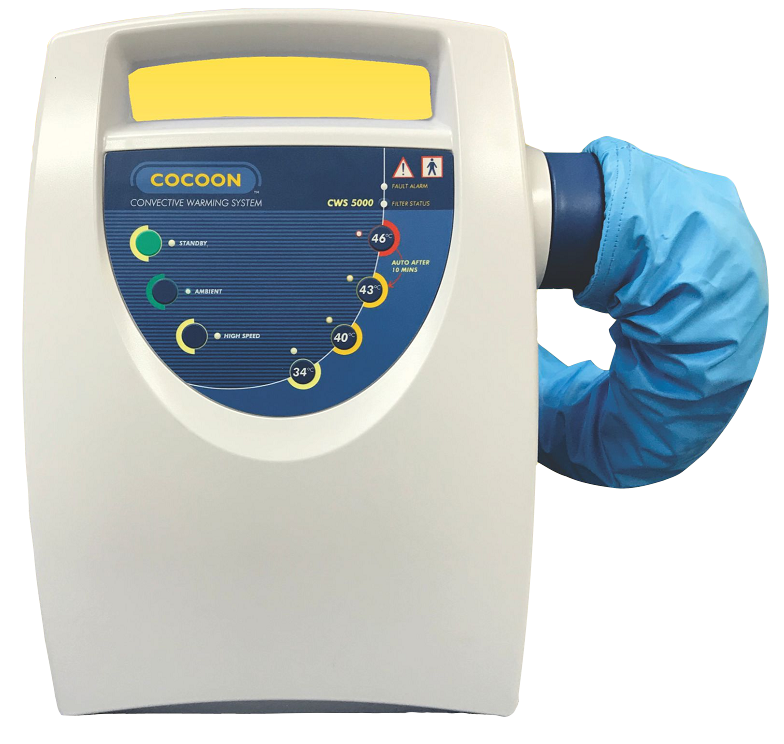 COCOON™
CONVECTIVE WARMING SYSTEM
CWS 5000
FAULT ALARM
FILTER STATUS
STANDBY
46°C
AUTO AFTER
10 MINS
AMBIENT
43°C
HIGH SPEED
40°C
34°C